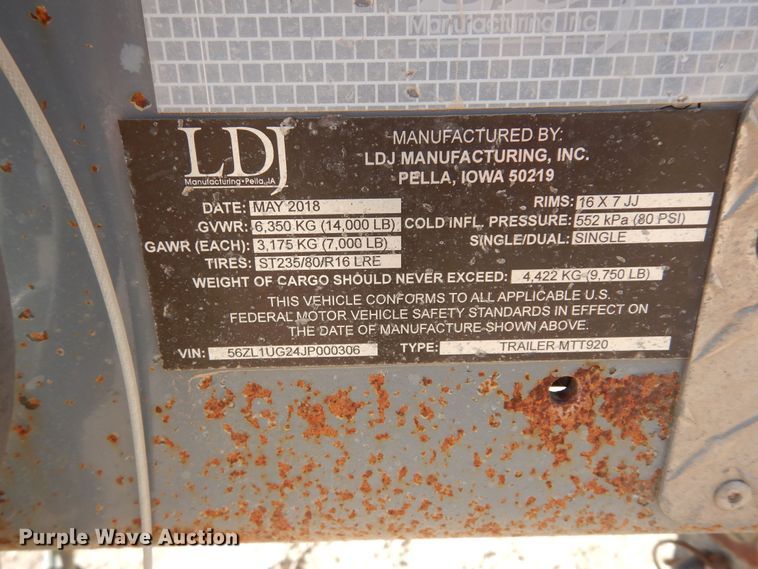 Manufacturing Inc.
LDJ
Manufacturing • Pella, IA
MANUFACTURED BY:
LDJ MANUFACTURING, INC.
PELLA, IOWA 50219
DATE: MAY 2018
RIMS: 16 X 7 JJ
GVWR: 6,350 KG (14,000 LB)
COLD INFL. PRESSURE: 552 kPa (80 PSI)
GAWR (EACH): 3,175 KG (7,000 LB)
SINGLE/DUAL: SINGLE
TIRES: ST235/80/R16 LRE
WEIGHT OF CARGO SHOULD NEVER EXCEED: 4,422 KG (9,750 LB)
THIS VEHICLE CONFORMS TO ALL APPLICABLE U.S.
FEDERAL MOTOR VEHICLE SAFETY STANDARDS IN EFFECT ON
THE DATE OF MANUFACTURE SHOWN ABOVE.
VIN: 56ZL1UG24JP000306 TYPE: TRAILER MTT920
Purple Wave Auction